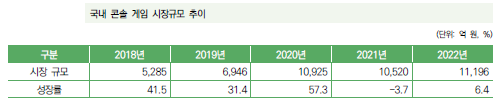 국내 콘솔 게임 시장규모 추이
(단위: 억 원, %)
구분 2018년 2019년 2020년 2021년 2022년
시장 규모 5,285 6,946 10,925 10,520 11,196
성장률 41.5 31.4 57.3 -3.7 6.4